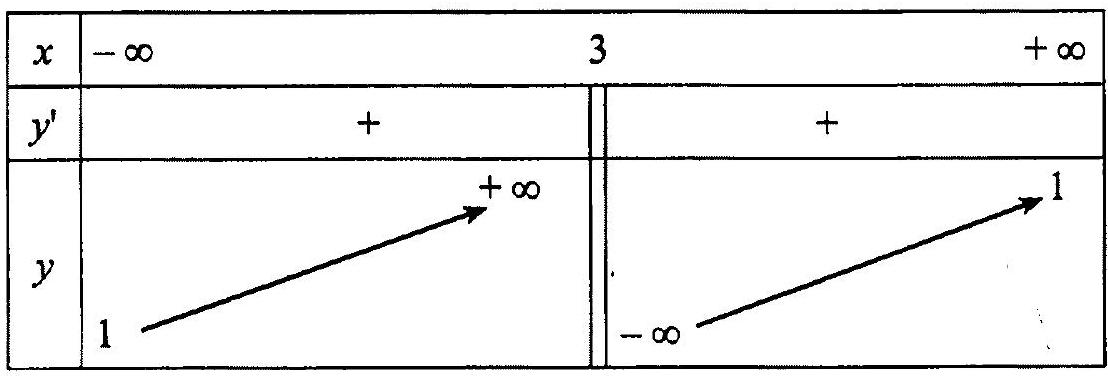 x − ∞ 3 + ∞
y' + +
+ ∞ 1
y
1 − ∞